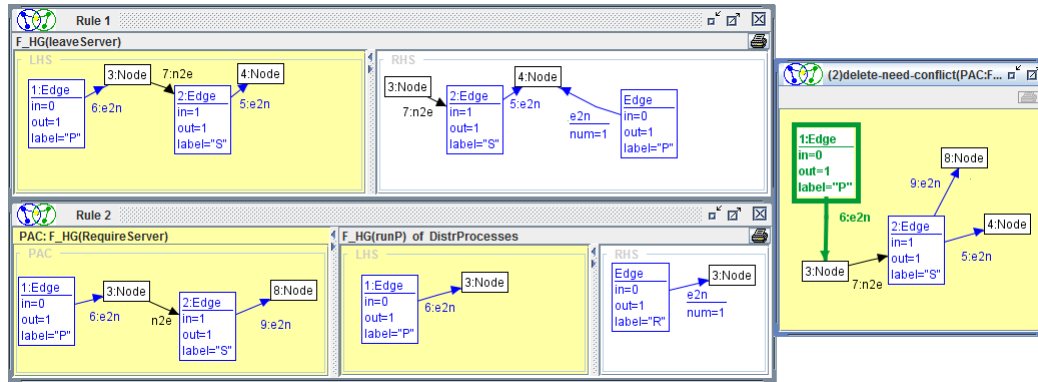 Rule 1
F_HG(leaveServer)
LHS
1:Edge
in=0
out=1
label="P"
6:e2n
3:Node
7:n2e
2:Edge
in=1
out=1
label="S"
5:e2n
4:Node
RHS
3:Node
7:n2e
2:Edge
in=1
out=1
label="S"
5:e2n
4:Node
e2n
num=1
Edge
in=0
out=1
label="P"
Rule 2
PAC: F_HG(RequireServer)
PAC
1:Edge
in=0
out=1
label="P"
6:e2n
3:Node
n2e
2:Edge
in=1
out=1
label="S"
9:e2n
8:Node
F_HG(runP) of DistrProcesses
LHS
1:Edge
in=0
out=1
label="P"
6:e2n
3:Node
RHS
Edge
in=0
out=1
label="R"
e2n
num=1
3:Node
(2)delete-need-conflict(PAC:F...
1:Edge
in=0
out=1
label="P"
6:e2n
3:Node
7:n2e
2:Edge
in=1
out=1
label="S"
9:e2n
8:Node
5:e2n
4:Node